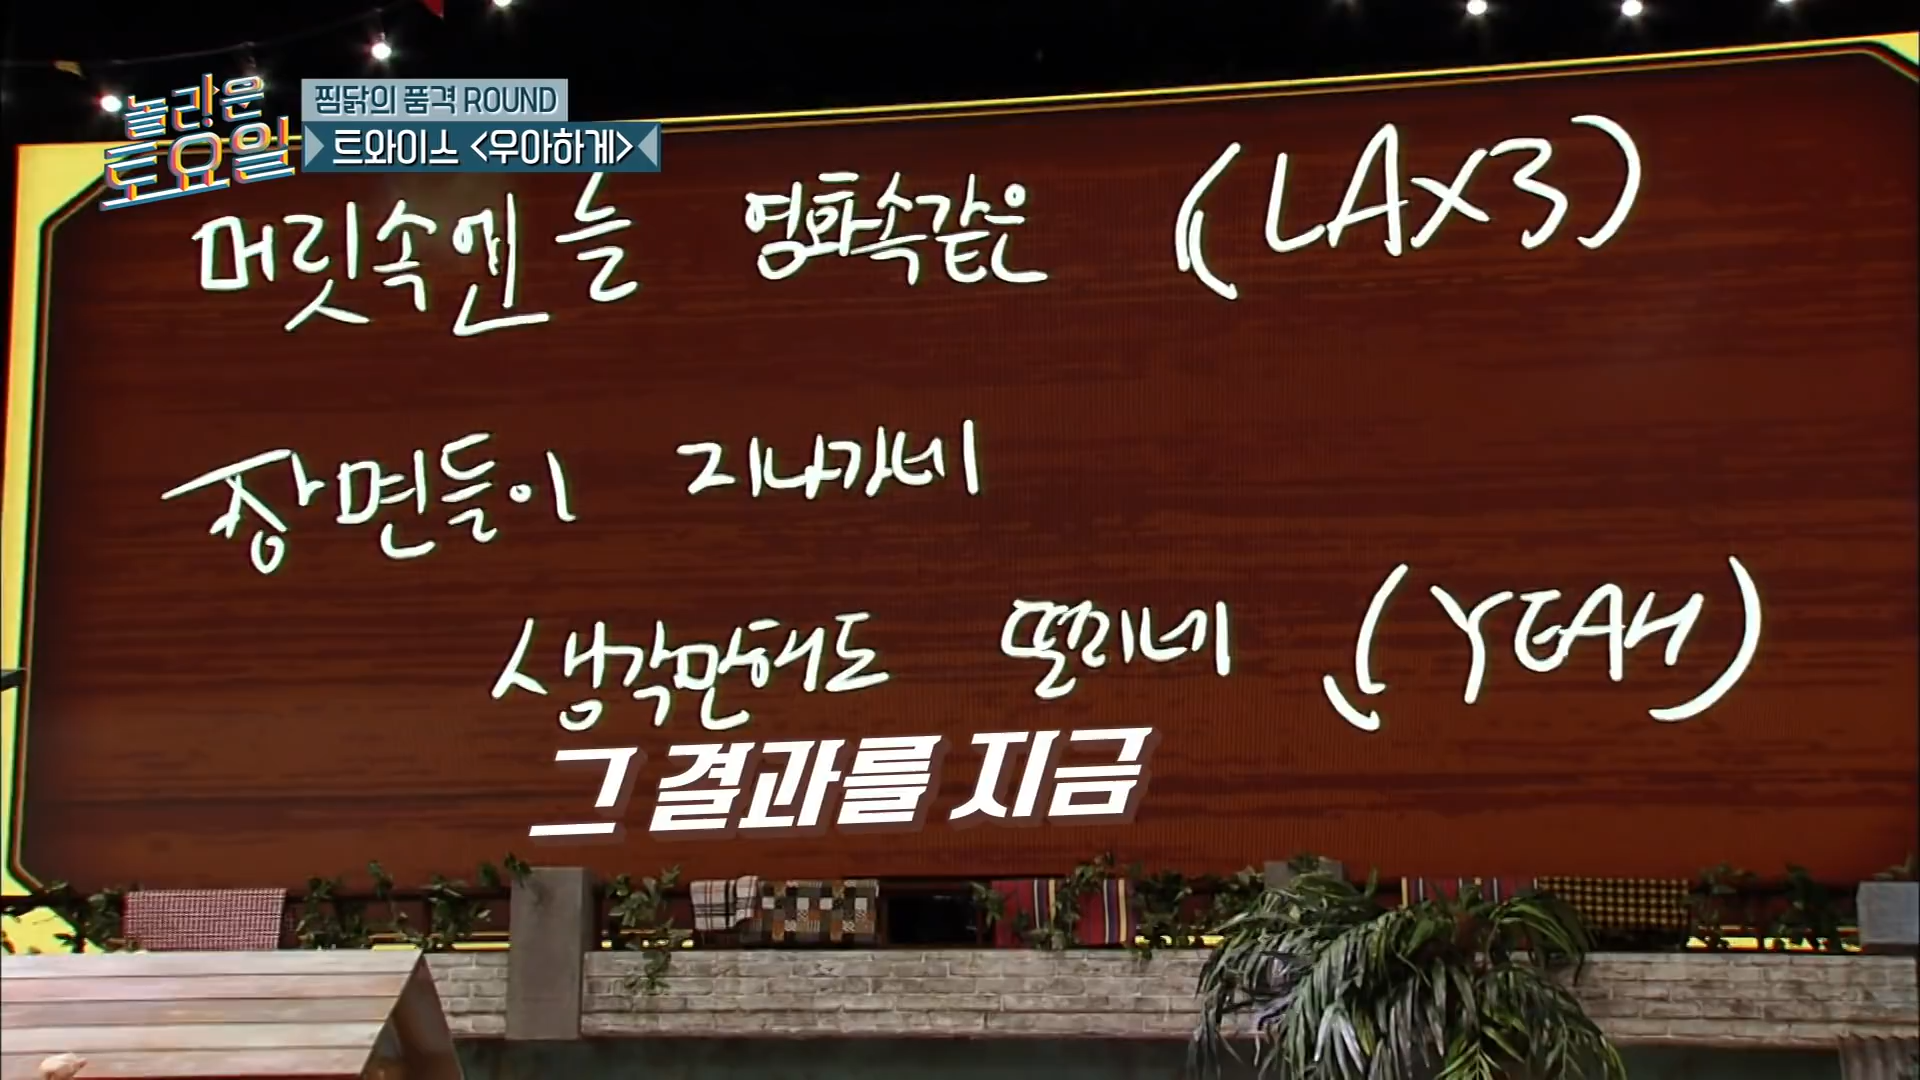 놀라운
토요일
찜닭의 품격 ROUND
트와이스 <우아하게>
머릿속엔 늘 영화속같은 (LAX3)
장면들이 지나가네
생각만해도 떨리네 (YEAH)
그 결과를 지금